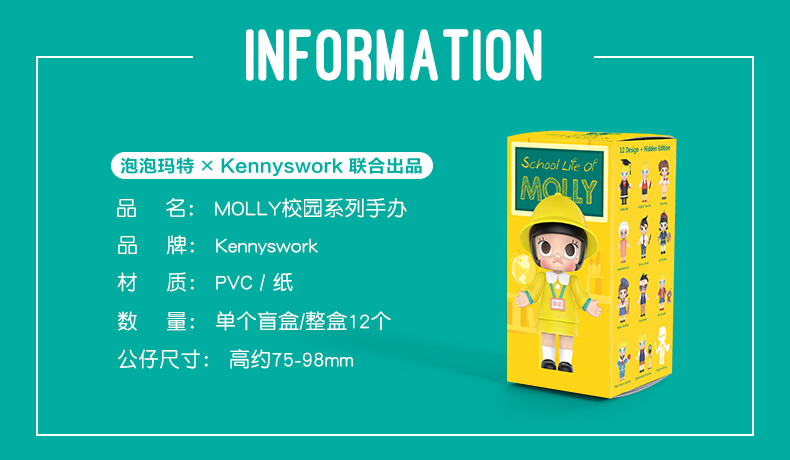 INFORMATION
泡泡玛特 × Kennyswork 联合出品
品 名： MOLLY校园系列手办
品 牌： Kennyswork
材 质： PVC / 纸
数 量： 单个盲盒/整盒12个
公仔尺寸： 高约75-98mm
School Life of
MOLLY
12 Design + Hidden Edition